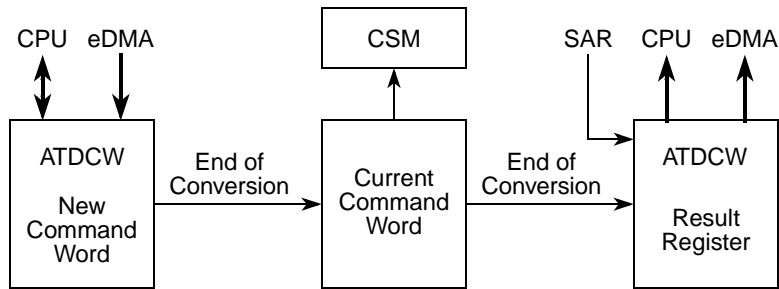 CPU eDMA
CSM
SAR CPU eDMA
ATDCW
New
Command
Word
End of
Conversion
Current
Command
Word
End of
Conversion
ATDCW
Result
Register